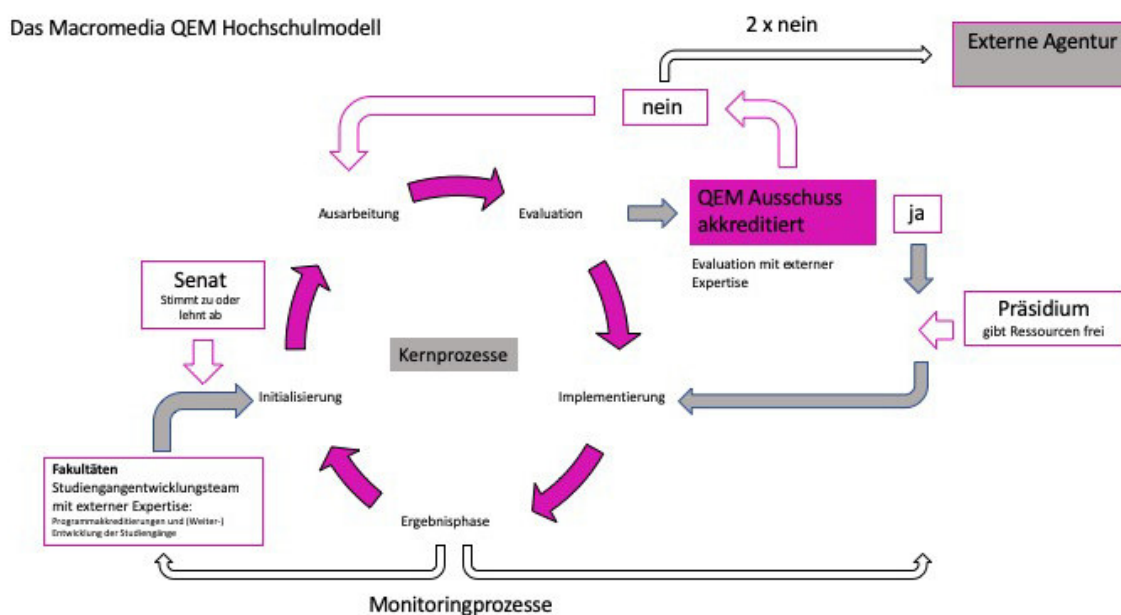 Das Macromedia QEM Hochschulmodell
2 x nein
Externe Agentur
nein
Ausarbeitung
Evaluation
QEM Ausschuss
akkreditiert
ja
Evaluation mit externer
Expertise
Senat
Stimmt zu oder
lehnt ab
Präsidium
gibt Ressourcen frei
Kernprozesse
Initialisierung
Implementierung
Fakultäten
Studiengangentwicklungsteam
mit externer Expertise:
Programmakkreditierungen und (Weiter-)
Entwicklung der Studiengänge
Ergebnisphase
Monitoringprozesse